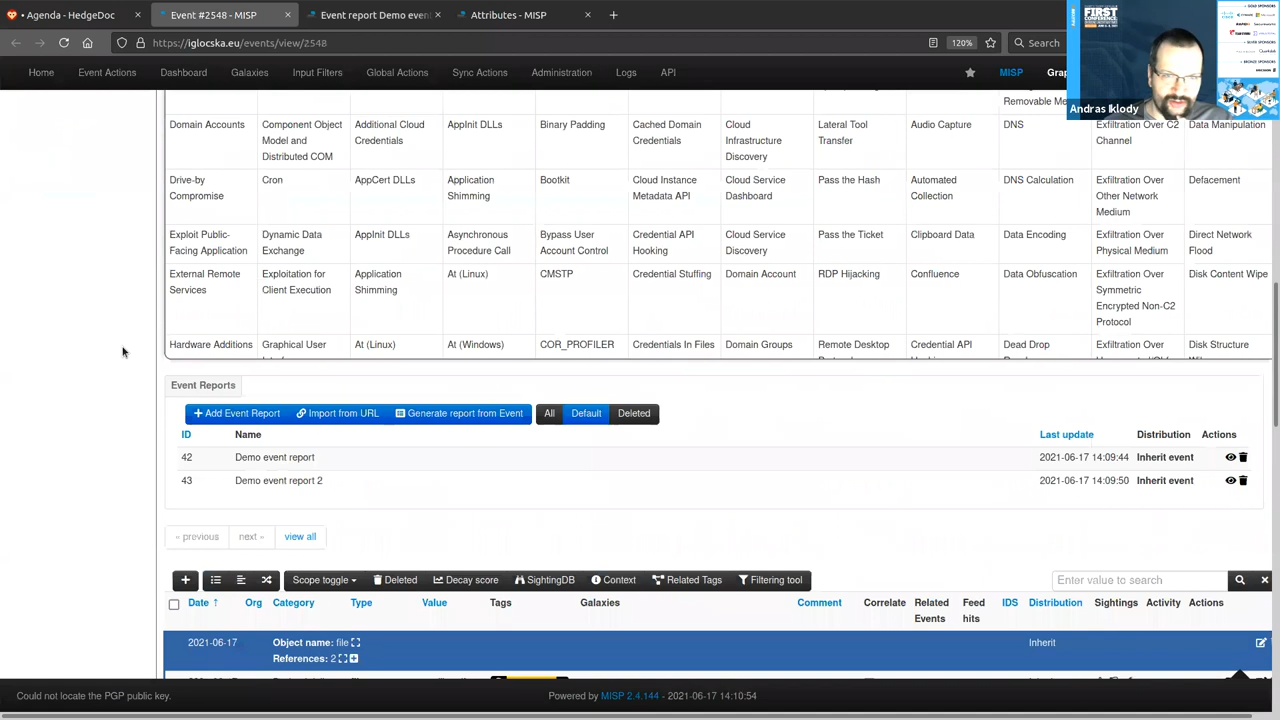 • Agenda - HedgeDoc
Event #2548 - MISP
Event report Demo even
Attributes - MISP
https://iglocska.eu/events/view/2548
120%
Search
Home Event Actions Dashboard Galaxies Input Filters Global Actions Sync Actions Administration Logs API
MISP
FIRST
CONFERENCE
Andras Iklody
Removable Me
Domain Accounts
Component Object Model and Distributed COM
Credentials
AppInit DLLs
Binary Padding
Cached Domain Credentials
Cloud Infrastructure Discovery
Lateral Tool Transfer
Audio Capture
DNS
Exfiltration Over C2 Channel
Data Manipulation
Drive-by Compromise
Cron
AppCert DLLs
Application Shimming
Bootkit
Cloud Instance Metadata API
Cloud Service Dashboard
Pass the Hash
Automated Collection
DNS Calculation
Exfiltration Over Other Network Medium
Defacement
Exploit Public-Facing Application
Dynamic Data Exchange
AppInit DLLs
Asynchronous Procedure Call
Bypass User Account Control
Credential API Hooking
Cloud Service Discovery
Pass the Ticket
Clipboard Data
Data Encoding
Exfiltration Over Physical Medium
Direct Network Flood
External Remote Services
Exploitation for Client Execution
Application Shimming
At (Linux)
CMSTP
Credential Stuffing
Domain Account
RDP Hijacking
Confluence
Data Obfuscation
Exfiltration Over Symmetric Encrypted Non-C2 Protocol
Disk Content Wipe
Hardware Additions
Graphical User
At (Linux)
At (Windows)
COR_PROFILER
Credentials In Files
Domain Groups
Remote Desktop
Credential API
Dead Drop
Exfiltration Over
Disk Structure
Event Reports
Add Event Report Import from URL Generate report from Event All Default Deleted
ID Name Last update Distribution Actions
42 Demo event report 2021-06-17 14:09:44 Inherit event
43 Demo event report 2 2021-06-17 14:09:50 Inherit event
« previous next » view all
Scope toggle Deleted Decay score SightingDB Context Related Tags Filtering tool
Enter value to search
Date ↑ Org Category Type Value Tags Galaxies Comment Correlate Related Events Feed hits IDS Distribution Sightings Activity Actions
2021-06-17 Object name: file Inherit
References: 2
Could not locate the PGP public key.
Powered by MISP 2.4.144 - 2021-06-17 14:10:54